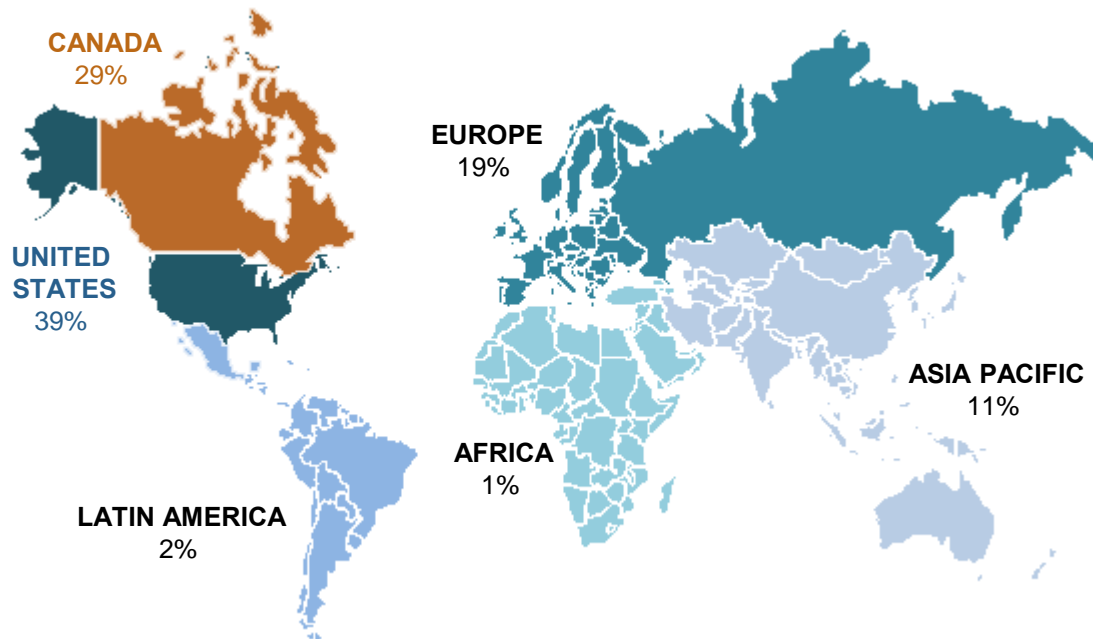 CANADA
29%
UNITED
STATES
39%
LATIN AMERICA
2%
EUROPE
19%
AFRICA
1%
ASIA PACIFIC
11%